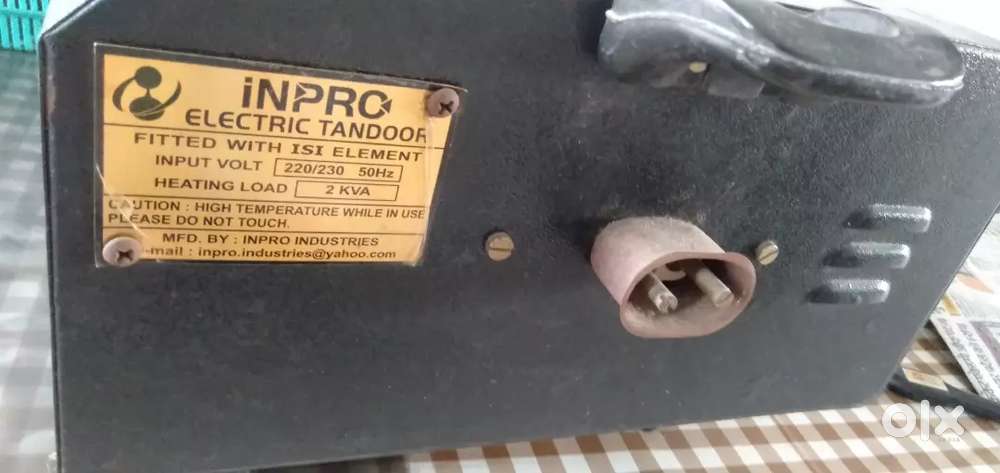 iNPRO
ELECTRIC TANDOOR
FITTED WITH ISI ELEMENT
INPUT VOLT 220/230 50Hz
HEATING LOAD 2 KVA
CAUTION : HIGH TEMPERATURE WHILE IN USE
PLEASE DO NOT TOUCH.
MFD. BY : INPRO INDUSTRIES
e-mail : inpro.industries@yahoo.com
olx